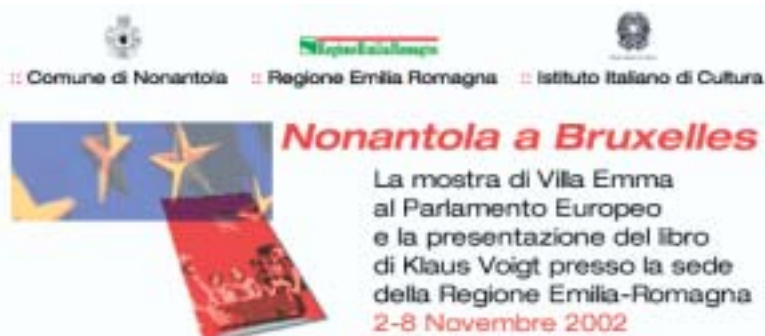 RegioneEmiliaRomagna
:: Comune di Nonantola :: Regione Emilia Romagna :: Istituto Italiano di Cultura
Nonantola a Bruxelles
La mostra di Villa Emma
al Parlamento Europeo
e la presentazione del libro
di Klaus Voigt presso la sede
della Regione Emilia-Romagna
2-8 Novembre 2002